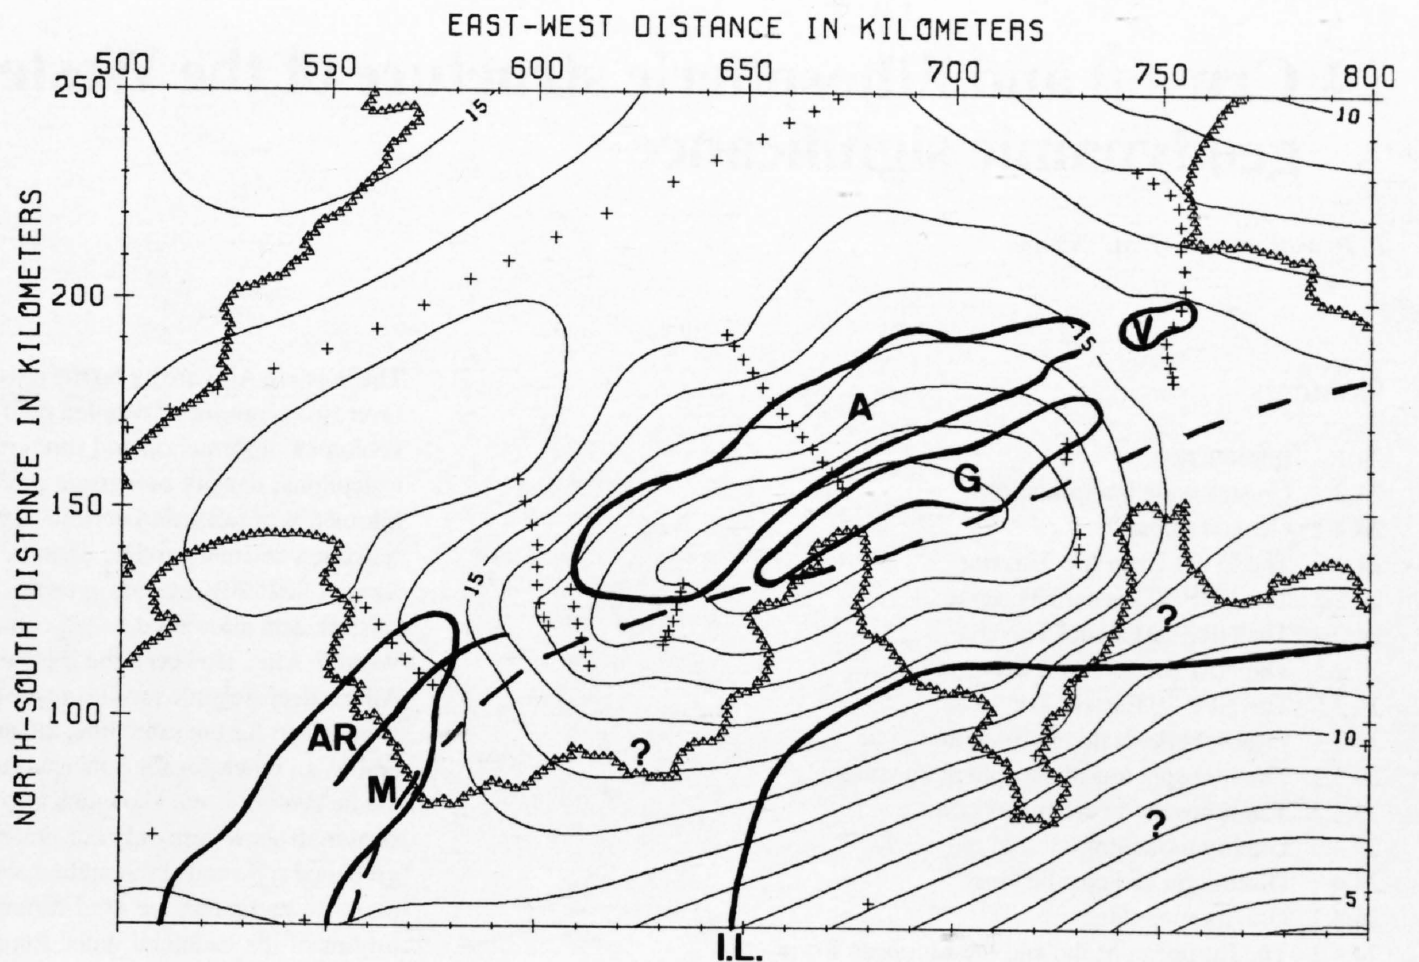 EAST-WEST DISTANCE IN KILOMETERS
500 550 600 650 700 750 800
250
200
150
100
NORTH-SOUTH DISTANCE IN KILOMETERS
15
10
15
V
A
G
15
?
AR
M
?
10
?
5
I.L.